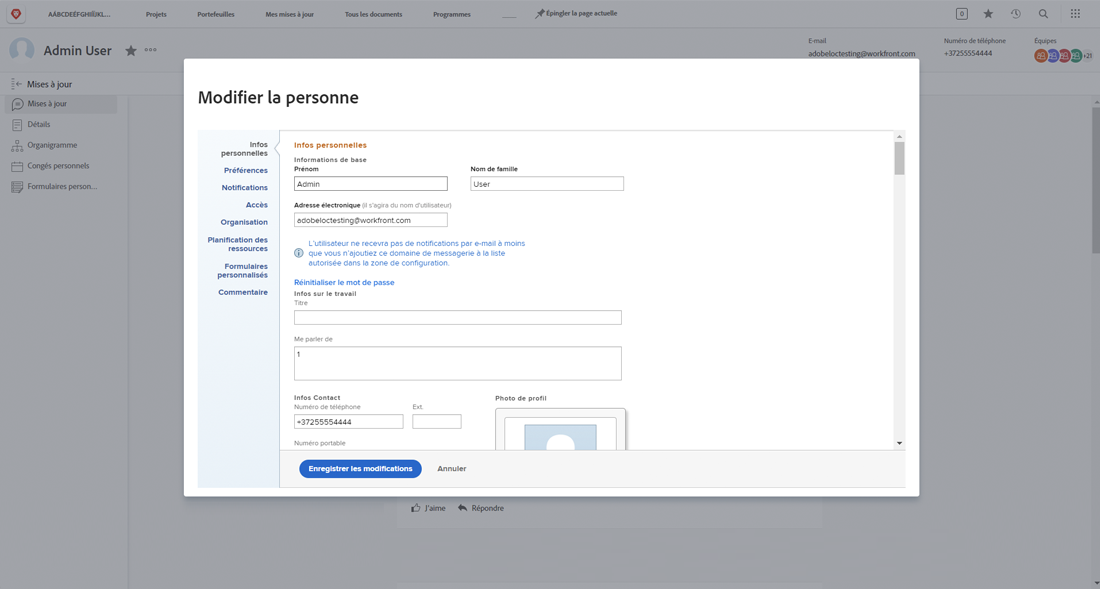 AÁBCDEÉFGHIÍJKL...
Projets
Portefeuilles
Mes mises à jour
Tous les documents
Programmes
Épingler la page actuelle
0
Admin User
E-mail
adobeloctesting@workfront.com
Numéro de téléphone
+37255554444
Équipes
+21
Mises à jour
Mises à jour
Détails
Organigramme
Congés personnels
Formulaires person...
Modifier la personne
Infos
personnelles
Préférences
Notifications
Accès
Organisation
Planification des
ressources
Formulaires
personnalisés
Commentaire
Infos personnelles
Informations de base
Prénom
Nom de famille
Admin
User
Adresse électronique (il s'agira du nom d'utilisateur)
adobeloctesting@workfront.com
L'utilisateur ne recevra pas de notifications par e-mail à moins
que vous n'ajoutiez ce domaine de messagerie à la liste
autorisée dans la zone de configuration.
Réinitialiser le mot de passe
Infos sur le travail
Titre
Me parler de
1
Infos Contact
Photo de profil
Numéro de téléphone
Ext.
+37255554444
Numéro portable
Enregistrer les modifications
Annuler
J'aime
Répondre